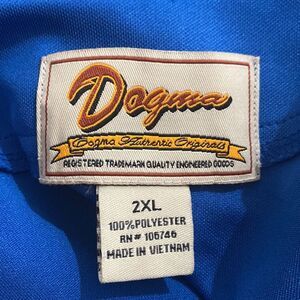 Dogma
Dogma Authentic Originals
REGISTERED TRADEMARK QUALITY ENGINEERED GOODS
2XL
100% POLYESTER
RN# 106746
MADE IN VIETNAM